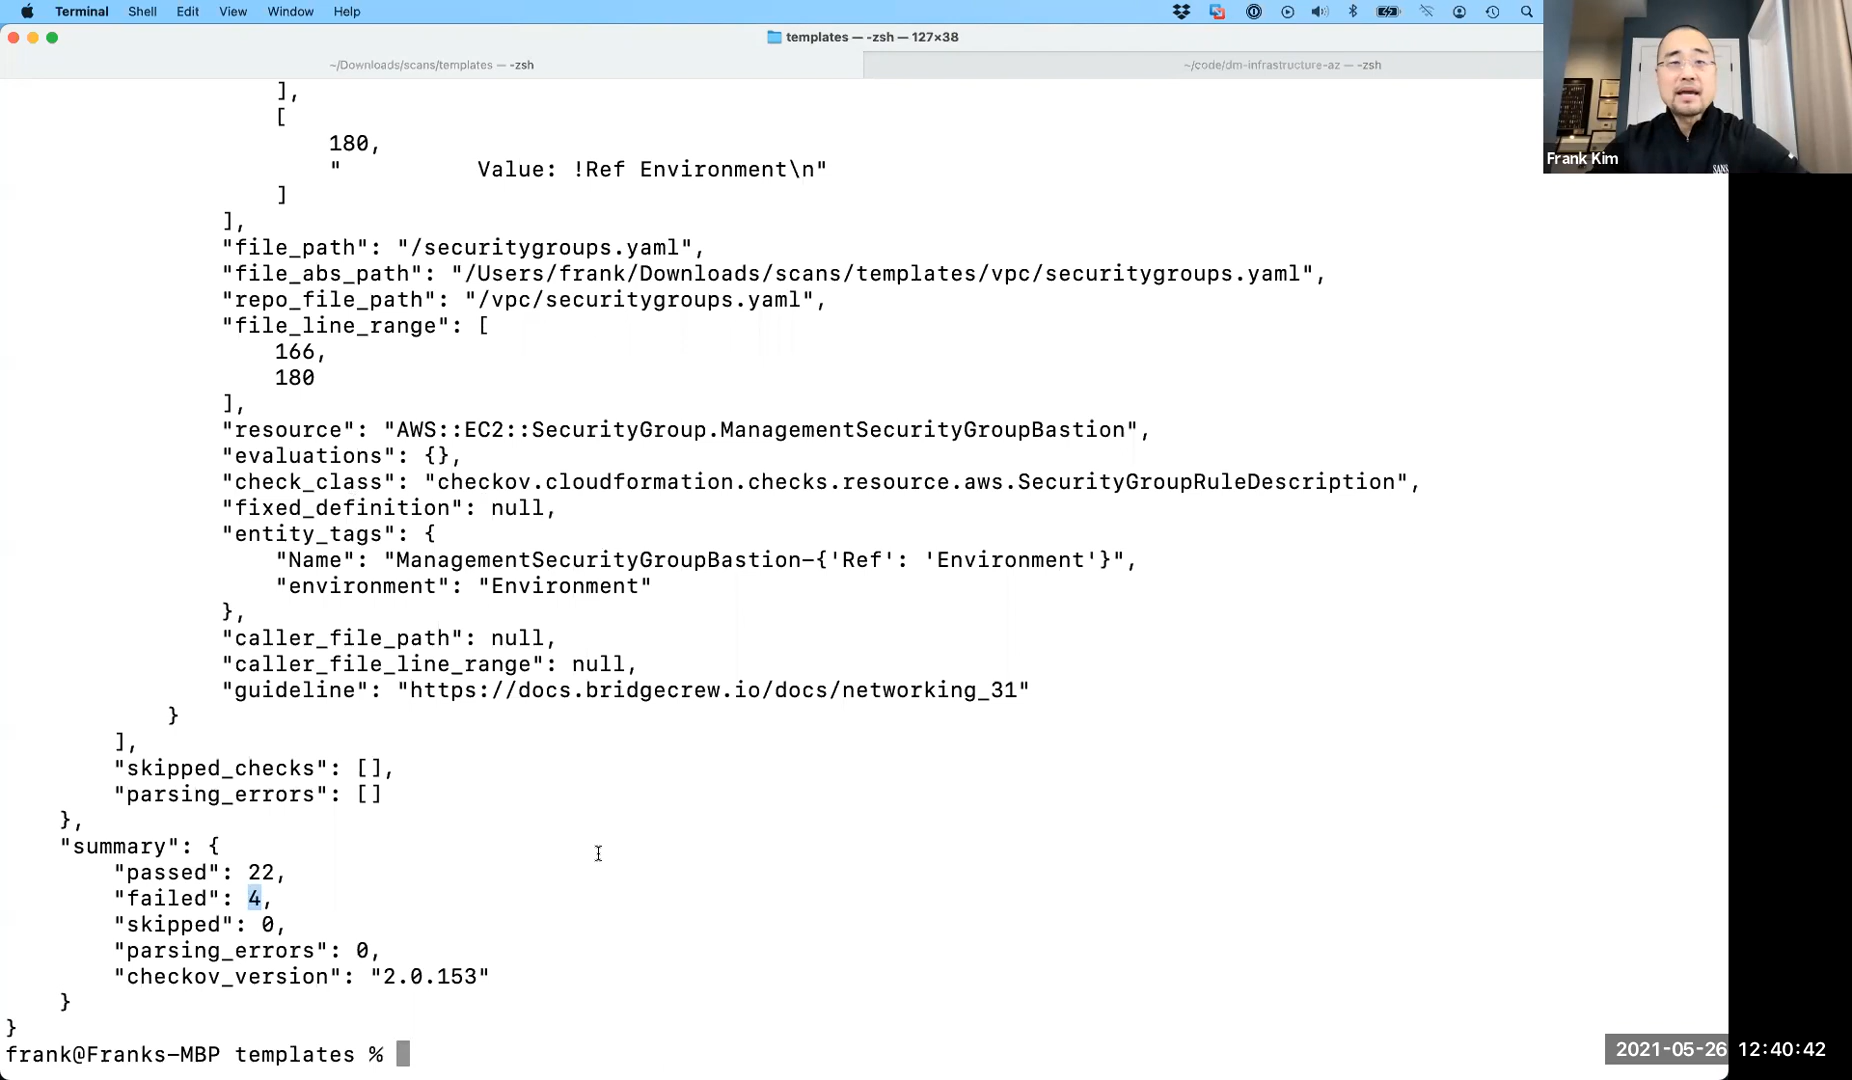 Terminal Shell Edit View Window Help
templates — -zsh — 127×38
~/Downloads/scans/templates — -zsh
~/code/dm-infrastructure-az — -zsh
],
[
180,
"        Value: !Ref Environment\n"
]
],
"file_path": "/securitygroups.yaml",
"file_abs_path": "/Users/frank/Downloads/scans/templates/vpc/securitygroups.yaml",
"repo_file_path": "/vpc/securitygroups.yaml",
"file_line_range": [
166,
180
],
"resource": "AWS::EC2::SecurityGroup.ManagementSecurityGroupBastion",
"evaluations": {},
"check_class": "checkov.cloudformation.checks.resource.aws.SecurityGroupRuleDescription",
"fixed_definition": null,
"entity_tags": {
"Name": "ManagementSecurityGroupBastion-{'Ref': 'Environment'}",
"environment": "Environment"
},
"caller_file_path": null,
"caller_file_line_range": null,
"guideline": "https://docs.bridgecrew.io/docs/networking_31"
}
],
"skipped_checks": [],
"parsing_errors": []
},
"summary": {
"passed": 22,
"failed": 4,
"skipped": 0,
"parsing_errors": 0,
"checkov_version": "2.0.153"
}
}
frank@Franks-MBP templates %
Frank Kim
SANS
2021-05-26 12:40:42